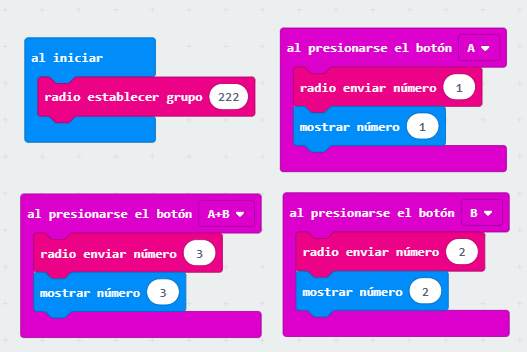 al iniciar
radio establecer grupo 222
al presionarse el botón A
radio enviar número 1
mostrar número 1
al presionarse el botón A+B
radio enviar número 3
mostrar número 3
al presionarse el botón B
radio enviar número 2
mostrar número 2